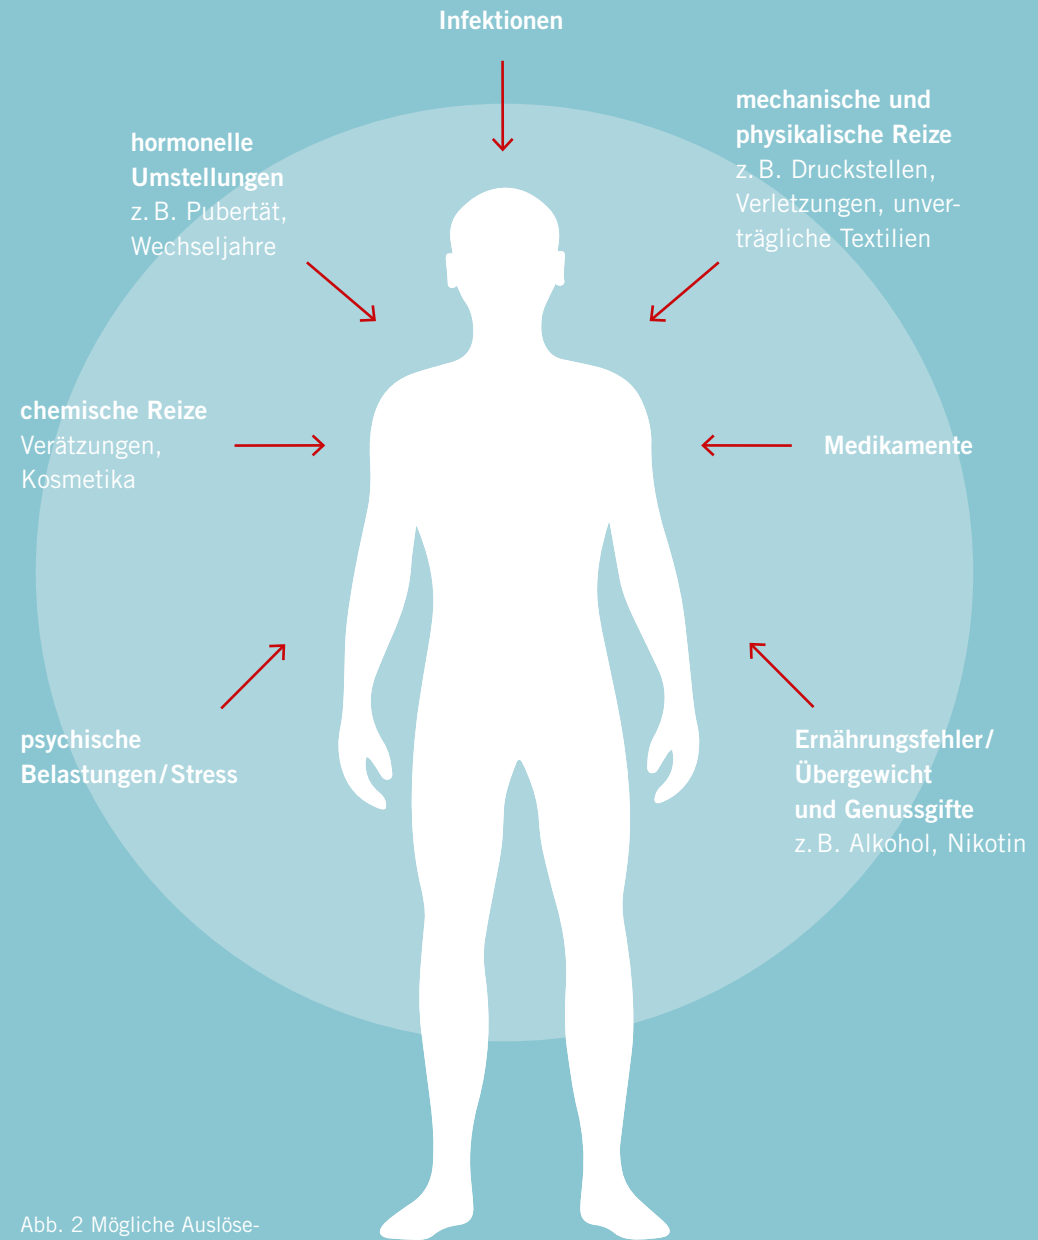 Infektionen
hormonelle
Umstellungen
z. B. Pubertät,
Wechseljahre
mechanische und
physikalische Reize
z. B. Druckstellen,
Verletzungen, unver-
trägliche Textilien
chemische Reize
Verätzungen,
Kosmetika
Medikamente
psychische
Belastungen/Stress
Ernährungsfehler/
Übergewicht
und Genussgifte
z. B. Alkohol, Nikotin
Abb. 2 Mögliche Auslöse-